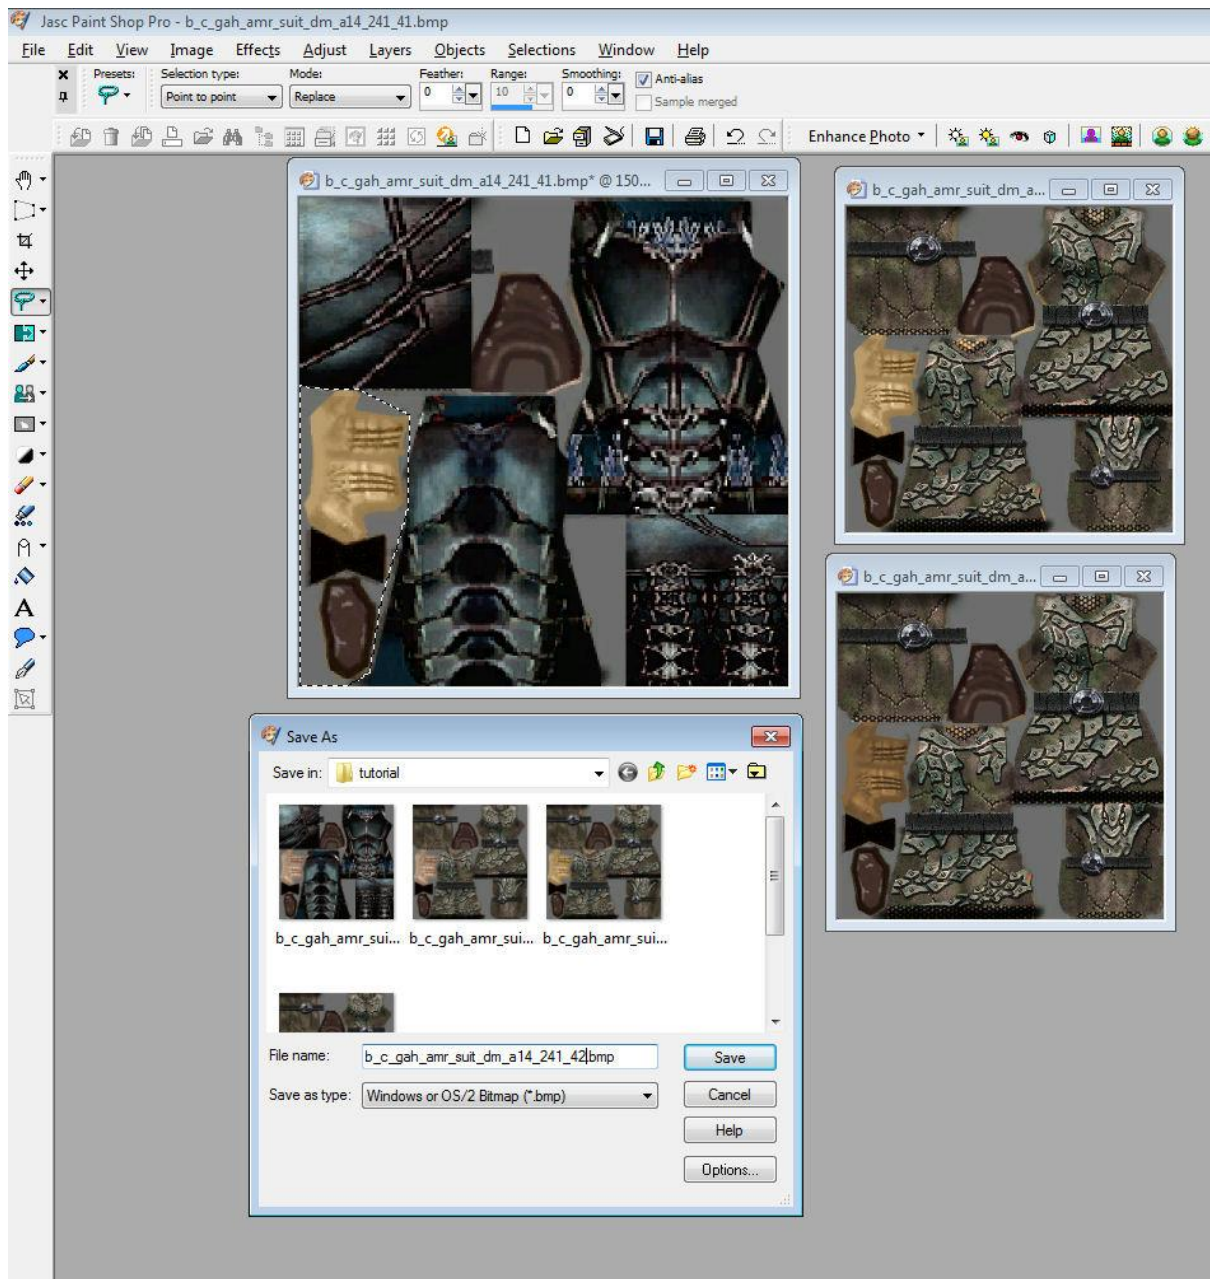 Jasc Paint Shop Pro - b_c_gah_amr_suit_dm_a14_241_41.bmp
File Edit View Image Effects Adjust Layers Objects Selections Window Help
Presets: Selection type: Mode: Feather: Range: Smoothing: Anti-alias
Point to point Replace 0 10 0 Sample merged
Enhance Photo
b_c_gah_amr_suit_dm_a14_241_41.bmp* @ 150...
b_c_gah_amr_suit_dm_a...
b_c_gah_amr_suit_dm_a...
Save As
Save in: tutorial
b_c_gah_amr_sui... b_c_gah_amr_sui... b_c_gah_amr_sui...
File name: b_c_gah_amr_suit_dm_a14_241_42.bmp Save
Save as type: Windows or OS/2 Bitmap (*.bmp) Cancel
Help
Options...